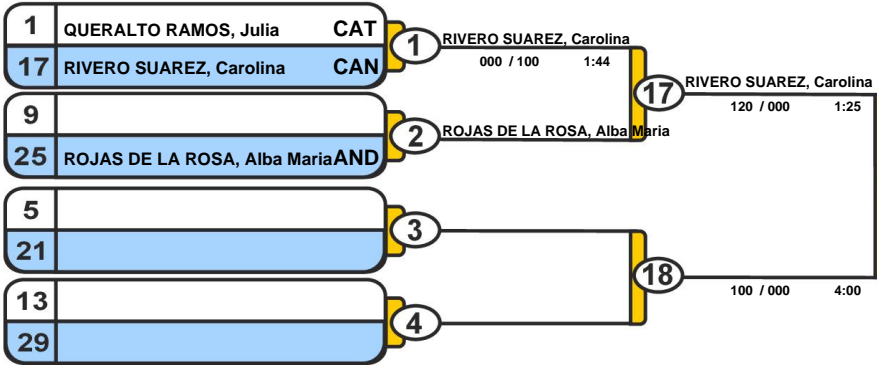 1 QUERALTO RAMOS, Julia CAT
17 RIVERO SUAREZ, Carolina CAN
1
RIVERO SUAREZ, Carolina
000 / 100 1:44
9
25 ROJAS DE LA ROSA, Alba Maria AND
2
ROJAS DE LA ROSA, Alba Maria
17
RIVERO SUAREZ, Carolina
120 / 000 1:25
5
21
3
13
29
4
18
100 / 000 4:00